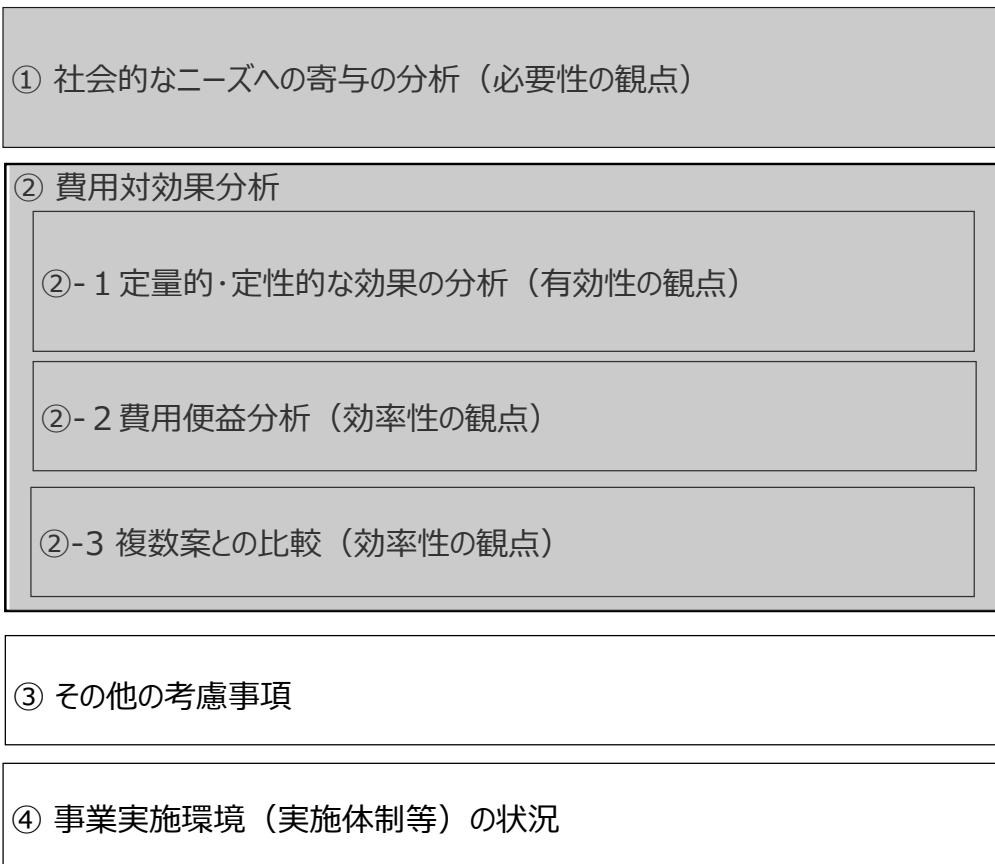 ① 社会的なニーズへの寄与の分析（必要性の観点）
② 費用対効果分析
②-１定量的･定性的な効果の分析（有効性の観点）
②-２費用便益分析（効率性の観点）
②-3 複数案との比較（効率性の観点）
③ その他の考慮事項
④ 事業実施環境（実施体制等）の状況